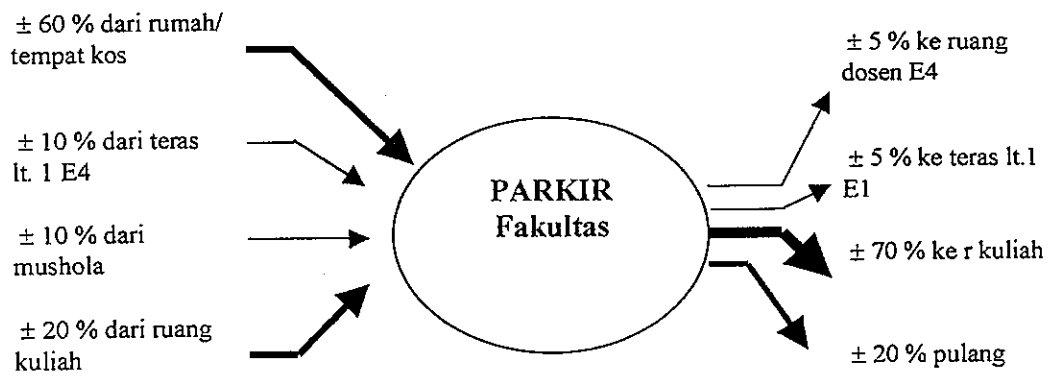 ± 60 % dari rumah/
tempat kos
± 10 % dari teras
lt. 1 E4
± 10 % dari
mushola
± 20 % dari ruang
kuliah
PARKIR
Fakultas
± 5 % ke ruang
dosen E4
± 5 % ke teras lt.1
E1
± 70 % ke r kuliah
± 20 % pulang